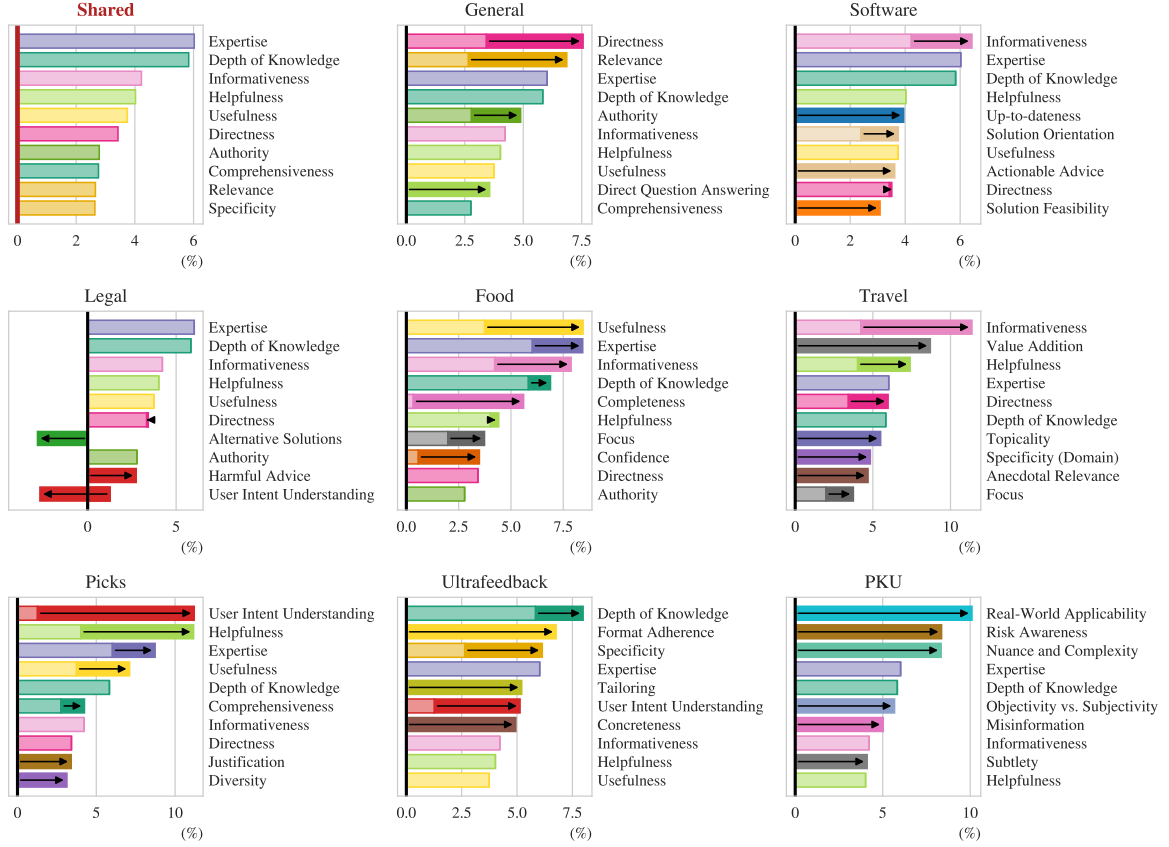 Shared
Expertise
Depth of Knowledge
Informativeness
Helpfulness
Usefulness
Directness
Authority
Comprehensiveness
Relevance
Specificity
0 2 4 6
(%)
General
Directness
Relevance
Expertise
Depth of Knowledge
Authority
Informativeness
Helpfulness
Usefulness
Direct Question Answering
Comprehensiveness
0.0 2.5 5.0 7.5
(%)
Software
Informativeness
Expertise
Depth of Knowledge
Helpfulness
Up-to-dateness
Solution Orientation
Usefulness
Actionable Advice
Directness
Solution Feasibility
0 2 4 6
(%)
Legal
Expertise
Depth of Knowledge
Informativeness
Helpfulness
Usefulness
Directness
Alternative Solutions
Authority
Harmful Advice
User Intent Understanding
0 5
(%)
Food
Usefulness
Expertise
Informativeness
Depth of Knowledge
Completeness
Helpfulness
Focus
Confidence
Directness
Authority
0.0 2.5 5.0 7.5
(%)
Travel
Informativeness
Value Addition
Helpfulness
Expertise
Directness
Depth of Knowledge
Topicality
Specificity (Domain)
Anecdotal Relevance
Focus
0 5 10
(%)
Picks
User Intent Understanding
Helpfulness
Expertise
Usefulness
Depth of Knowledge
Comprehensiveness
Informativeness
Directness
Justification
Diversity
0 5 10
(%)
Ultrafeedback
Depth of Knowledge
Format Adherence
Specificity
Expertise
Tailoring
User Intent Understanding
Concreteness
Informativeness
Helpfulness
Usefulness
0.0 2.5 5.0 7.5
(%)
PKU
Real-World Applicability
Risk Awareness
Nuance and Complexity
Expertise
Depth of Knowledge
Objectivity vs. Subjectivity
Misinformation
Informativeness
Subtlety
Helpfulness
0 5 10
(%)